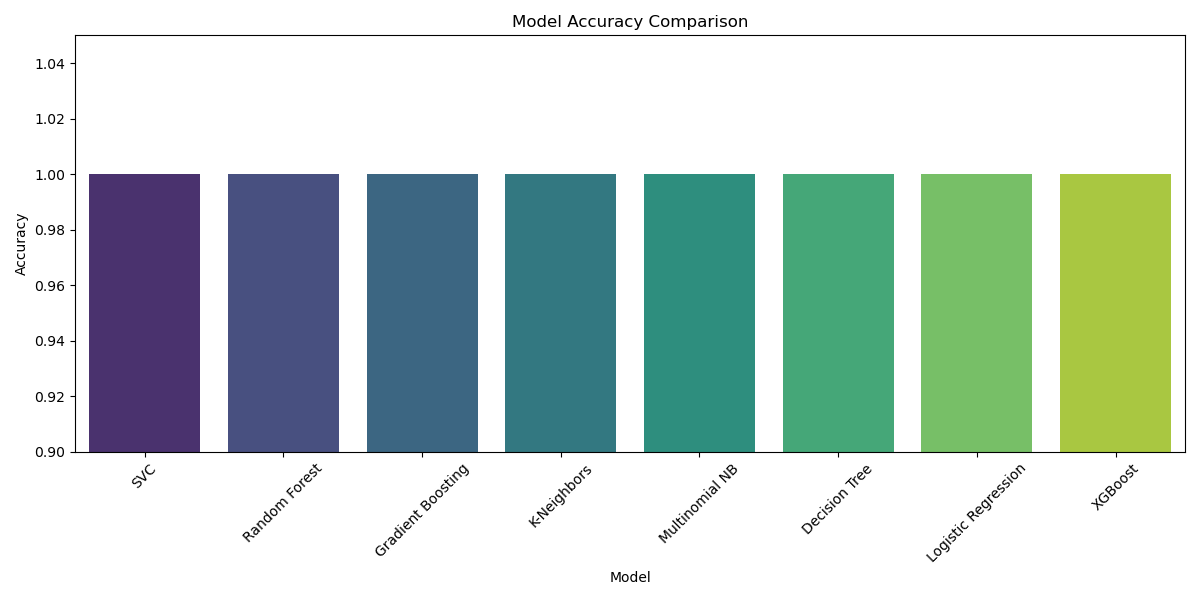 Model Accuracy Comparison
1.04
1.02
1.00
0.98
0.96
0.94
0.92
0.90
Accuracy
SVC
Random Forest
Gradient Boosting
K-Neighbors
Multinomial NB
Decision Tree
Logistic Regression
XGBoost
Model